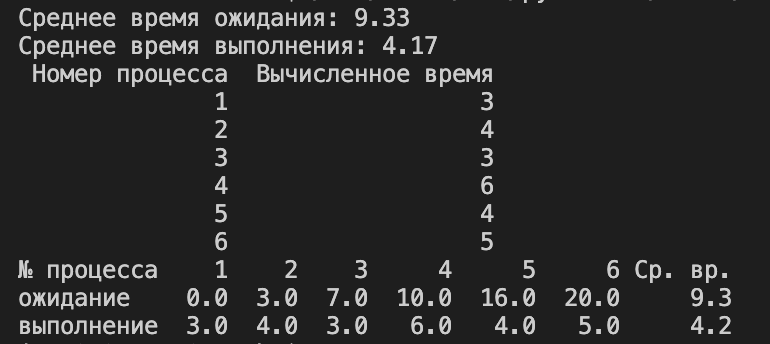 Среднее время ожидания: 9.33
Среднее время выполнения: 4.17
Номер процесса Вычисленное время
1 3
2 4
3 3
4 6
5 4
6 5
№ процесса 1 2 3 4 5 6 Ср. вр.
ожидание 0.0 3.0 7.0 10.0 16.0 20.0 9.3
выполнение 3.0 4.0 3.0 6.0 4.0 5.0 4.2